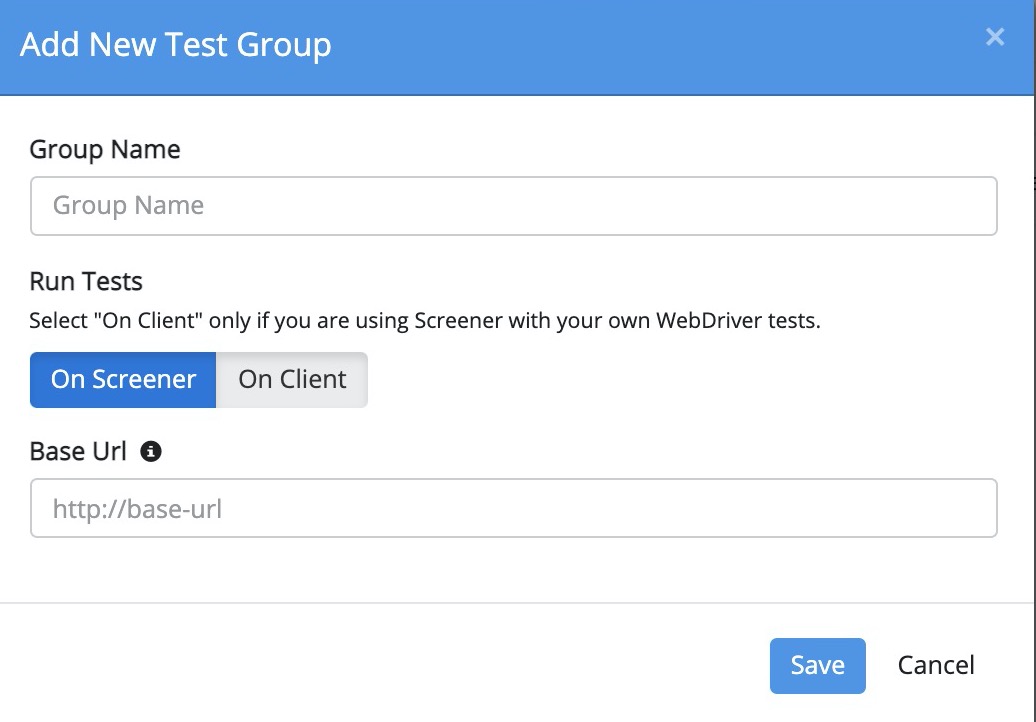 Add New Test Group
×
Group Name
Group Name
Run Tests
Select "On Client" only if you are using Screener with your own WebDriver tests.
On Screener On Client
Base Url
http://base-url
Save Cancel